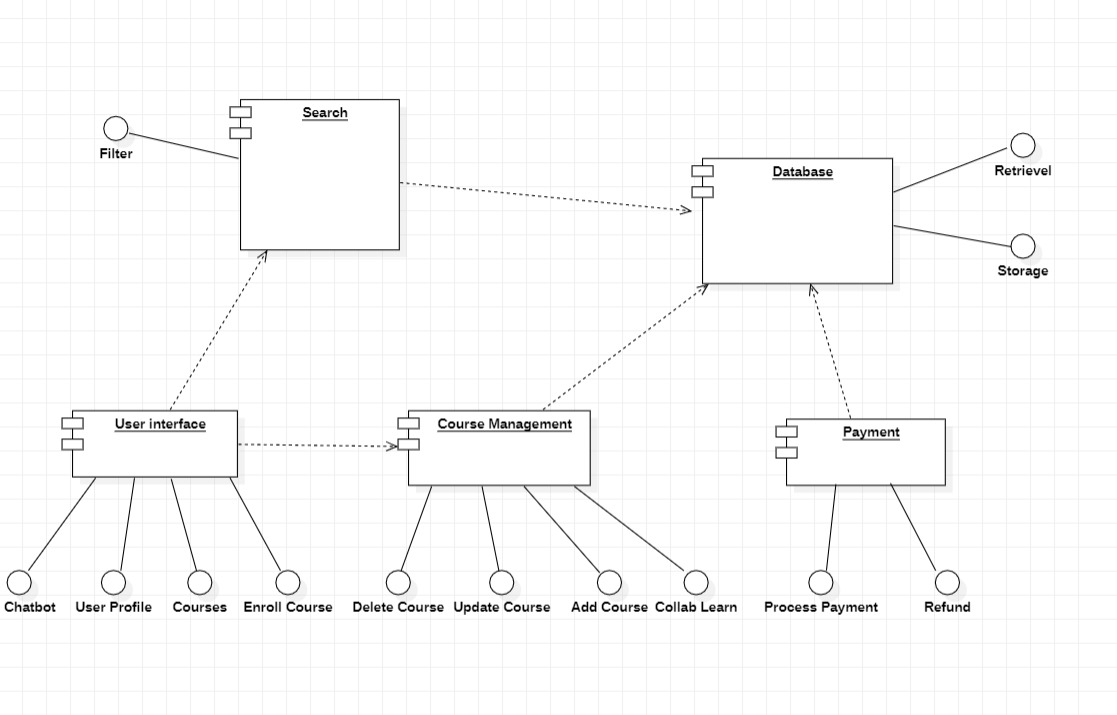 Search
Filter
Database
Retrievel
Storage
User interface
Course Management
Payment
Chatbot
User Profile
Courses
Enroll Course
Delete Course
Update Course
Add Course
Collab Learn
Process Payment
Refund